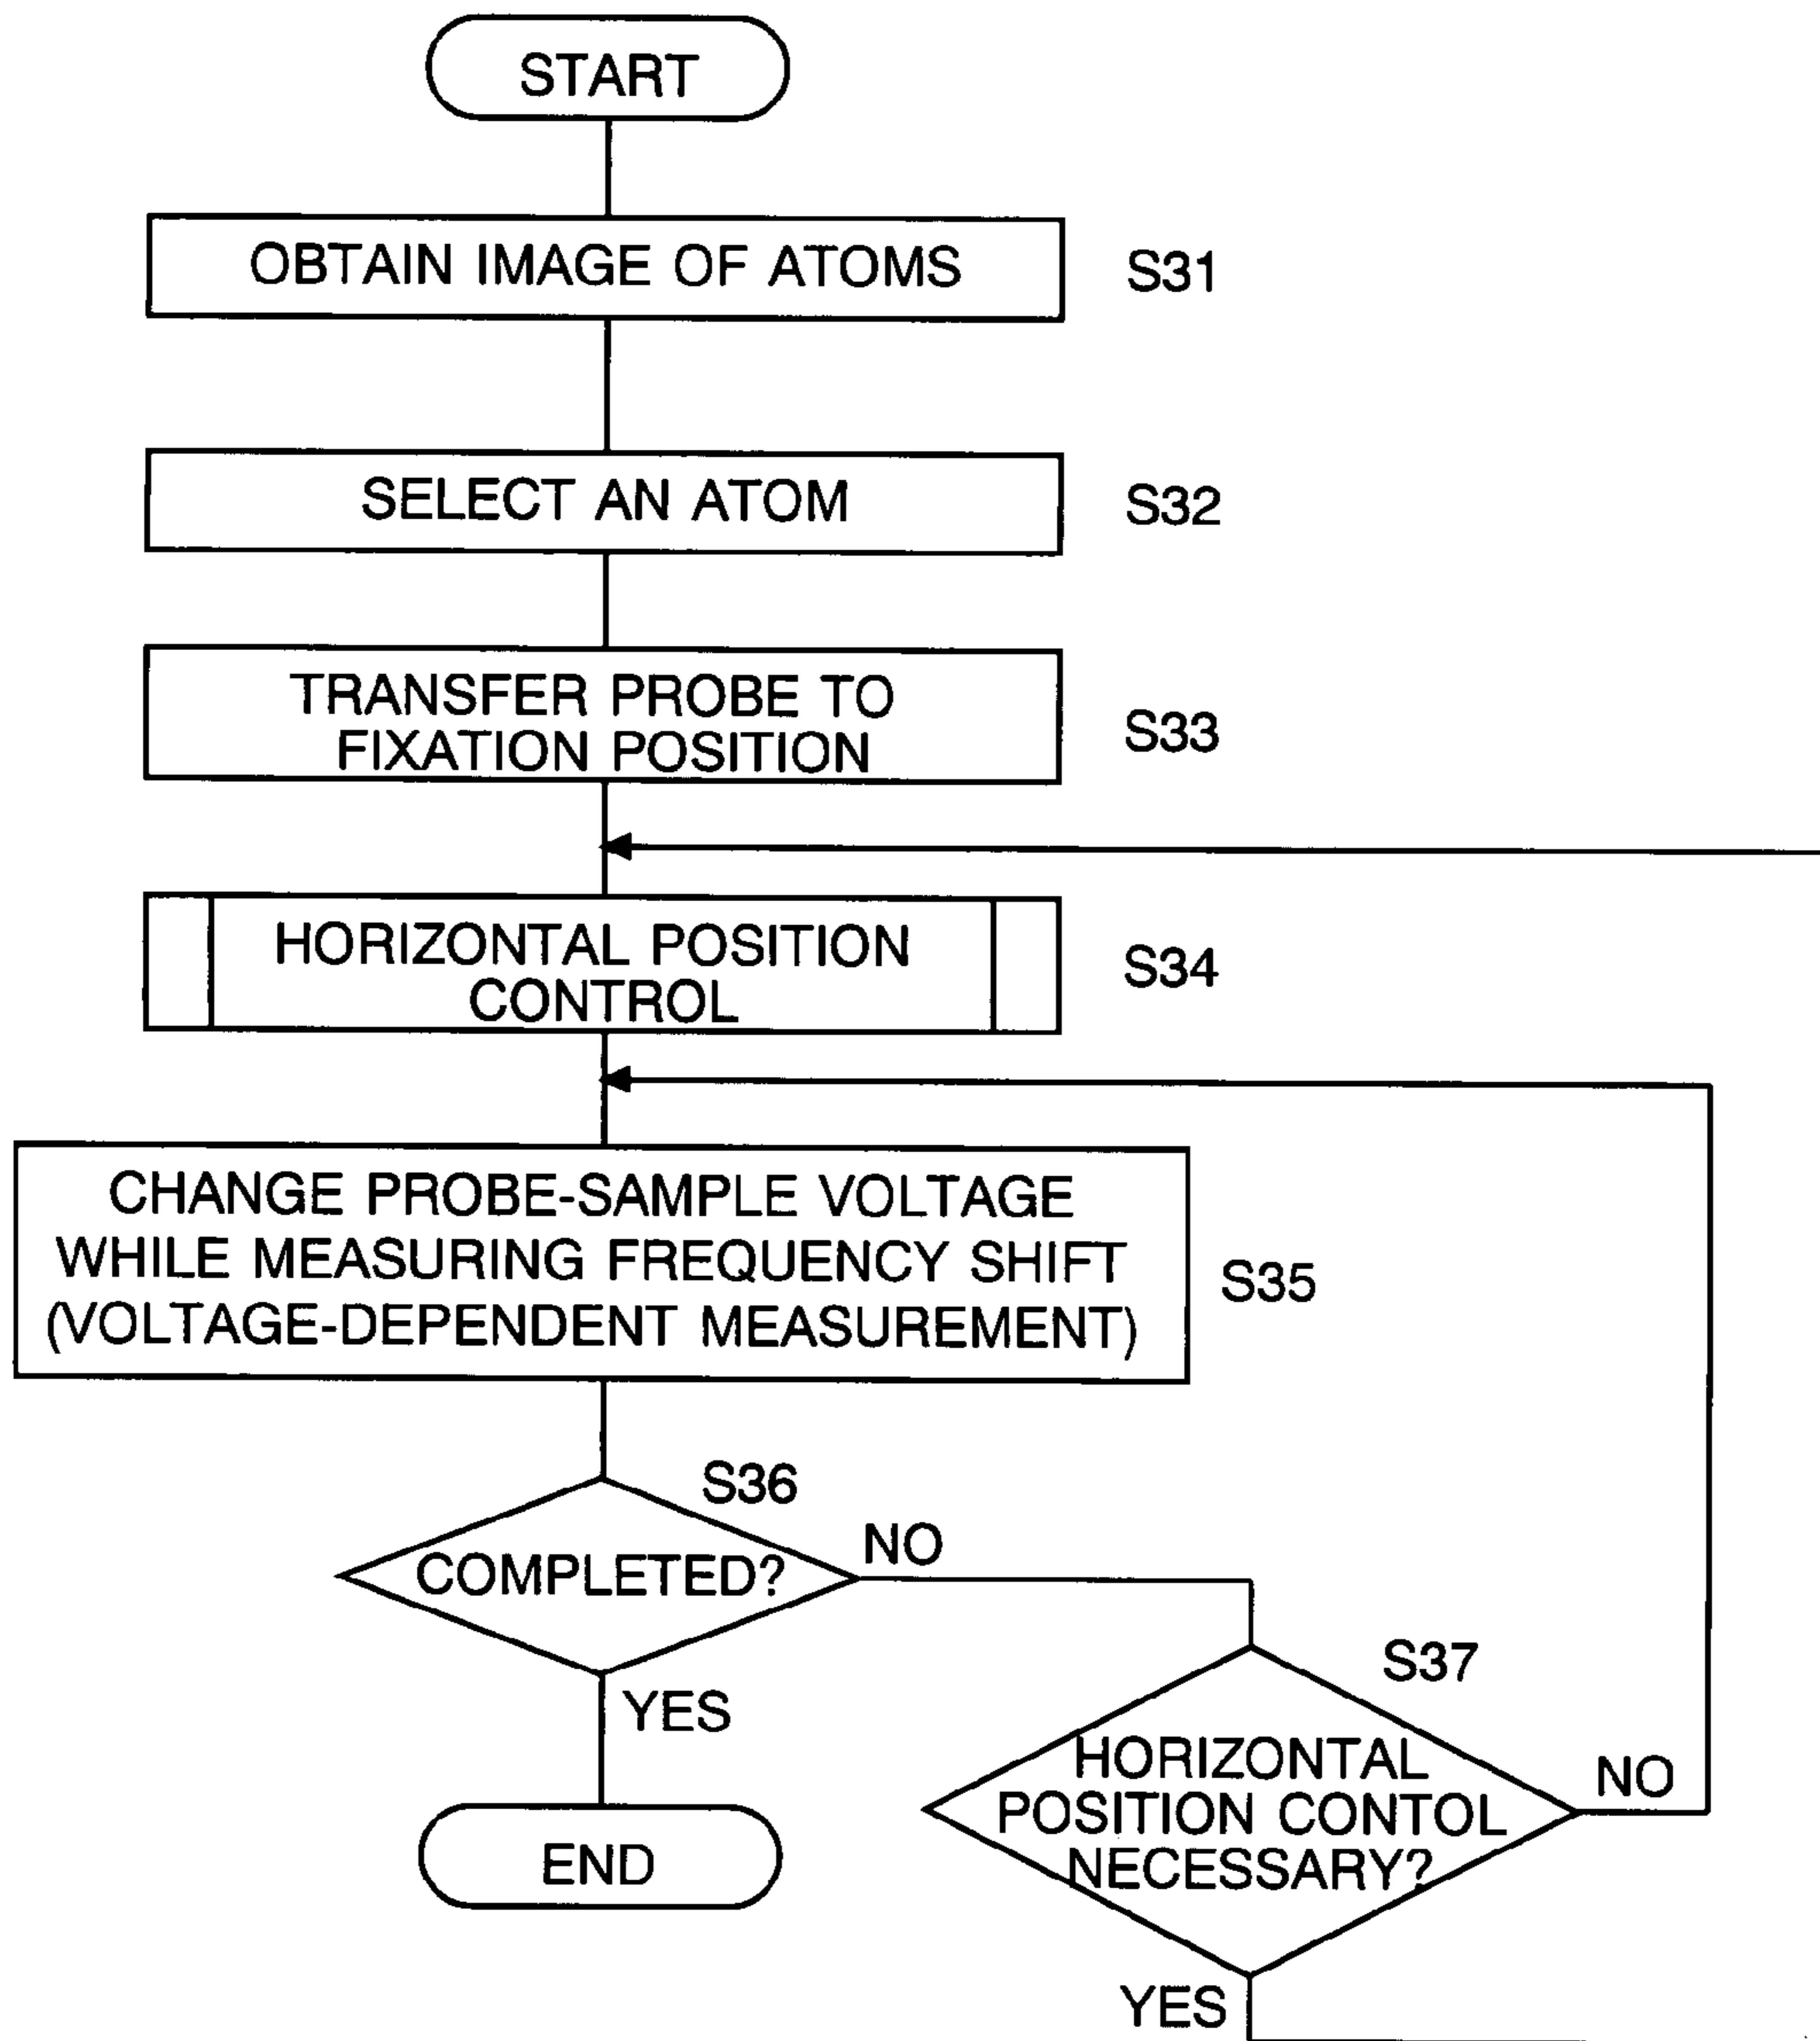 START
OBTAIN IMAGE OF ATOMS
S31
SELECT AN ATOM
S32
TRANSFER PROBE TO
FIXATION POSITION
S33
HORIZONTAL POSITION
CONTROL
S34
CHANGE PROBE-SAMPLE VOLTAGE
WHILE MEASURING FREQUENCY SHIFT
(VOLTAGE-DEPENDENT MEASUREMENT)
S35
S36
COMPLETED?
NO
YES
S37
HORIZONTAL
POSITION CONTOL
NECESSARY?
NO
YES
END